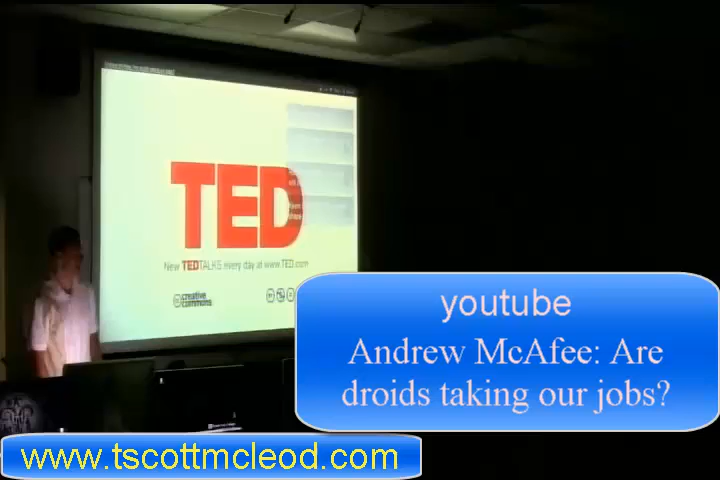 TED
New TEDTALKS every day at www.TED.com
creative
commons
youtube
Andrew McAfee: Are
droids taking our jobs?
www.tscottmcleod.com